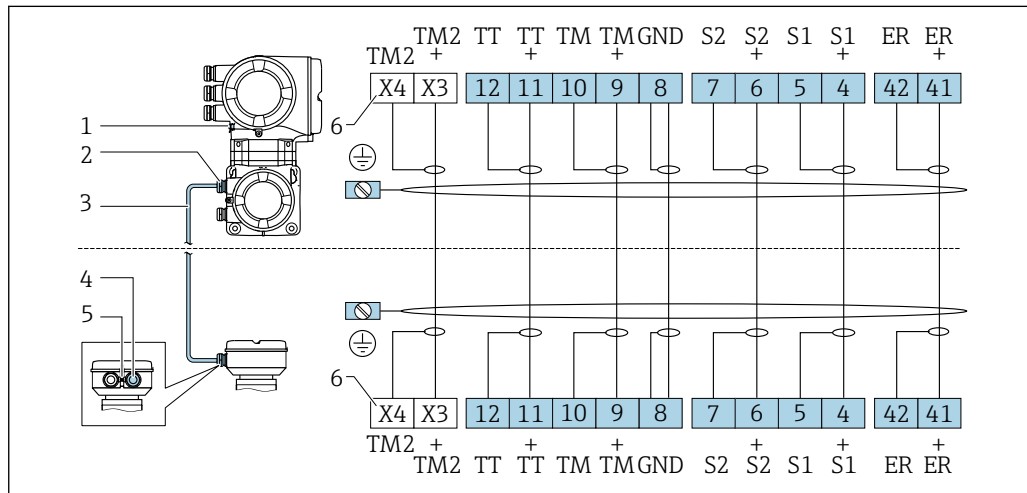 TM2 TT TT TM TM GND S2 S2 S1 S1 ER ER
TM2 + + + + + +
X4 X3 12 11 10 9 8 7 6 5 4 42 41
1
2
3
6
4
5
6
X4 X3 12 11 10 9 8 7 6 5 4 42 41
TM2 + + + + + +
TM2 TT TT TM TM GND S2 S2 S1 S1 ER ER